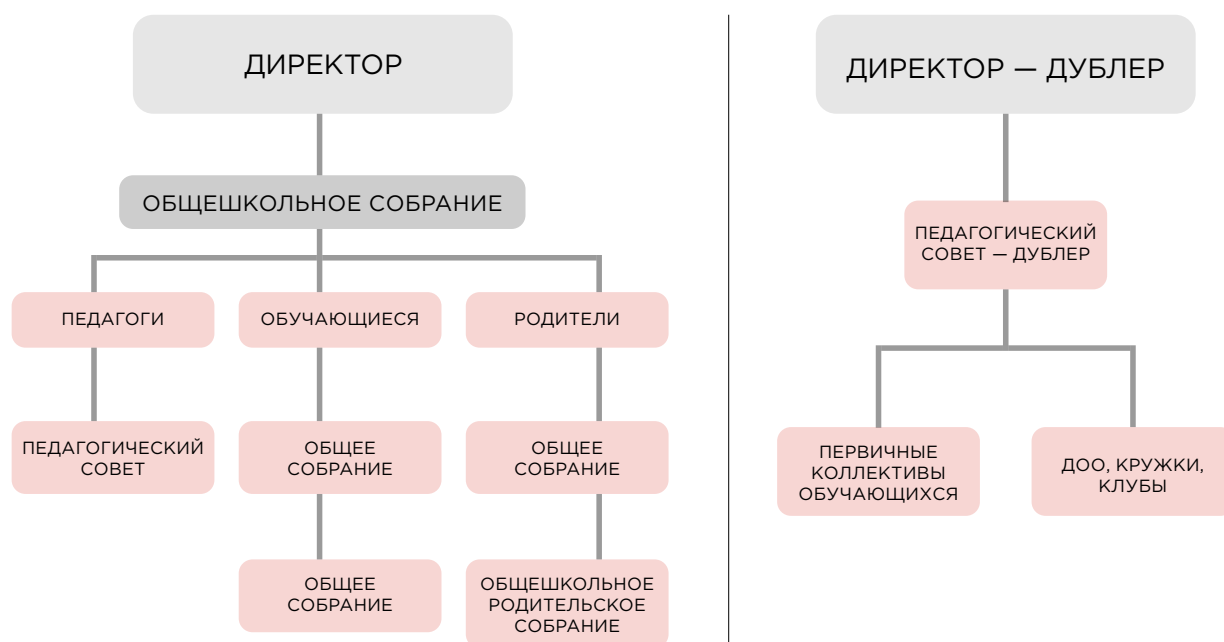 ДИРЕКТОР
ОБЩЕШКОЛЬНОЕ СОБРАНИЕ
ПЕДАГОГИ
ОБУЧАЮЩИЕСЯ
РОДИТЕЛИ
ПЕДАГОГИЧЕСКИЙ
СОВЕТ
ОБЩЕЕ
СОБРАНИЕ
ОБЩЕЕ
СОБРАНИЕ
ОБЩЕЕ
СОБРАНИЕ
ОБЩЕШКОЛЬНОЕ
РОДИТЕЛЬСКОЕ
СОБРАНИЕ
ДИРЕКТОР — ДУБЛЕР
ПЕДАГОГИЧЕСКИЙ
СОВЕТ — ДУБЛЕР
ПЕРВИЧНЫЕ
КОЛЛЕКТИВЫ
ОБУЧАЮЩИХСЯ
ДОО, КРУЖКИ,
КЛУБЫ